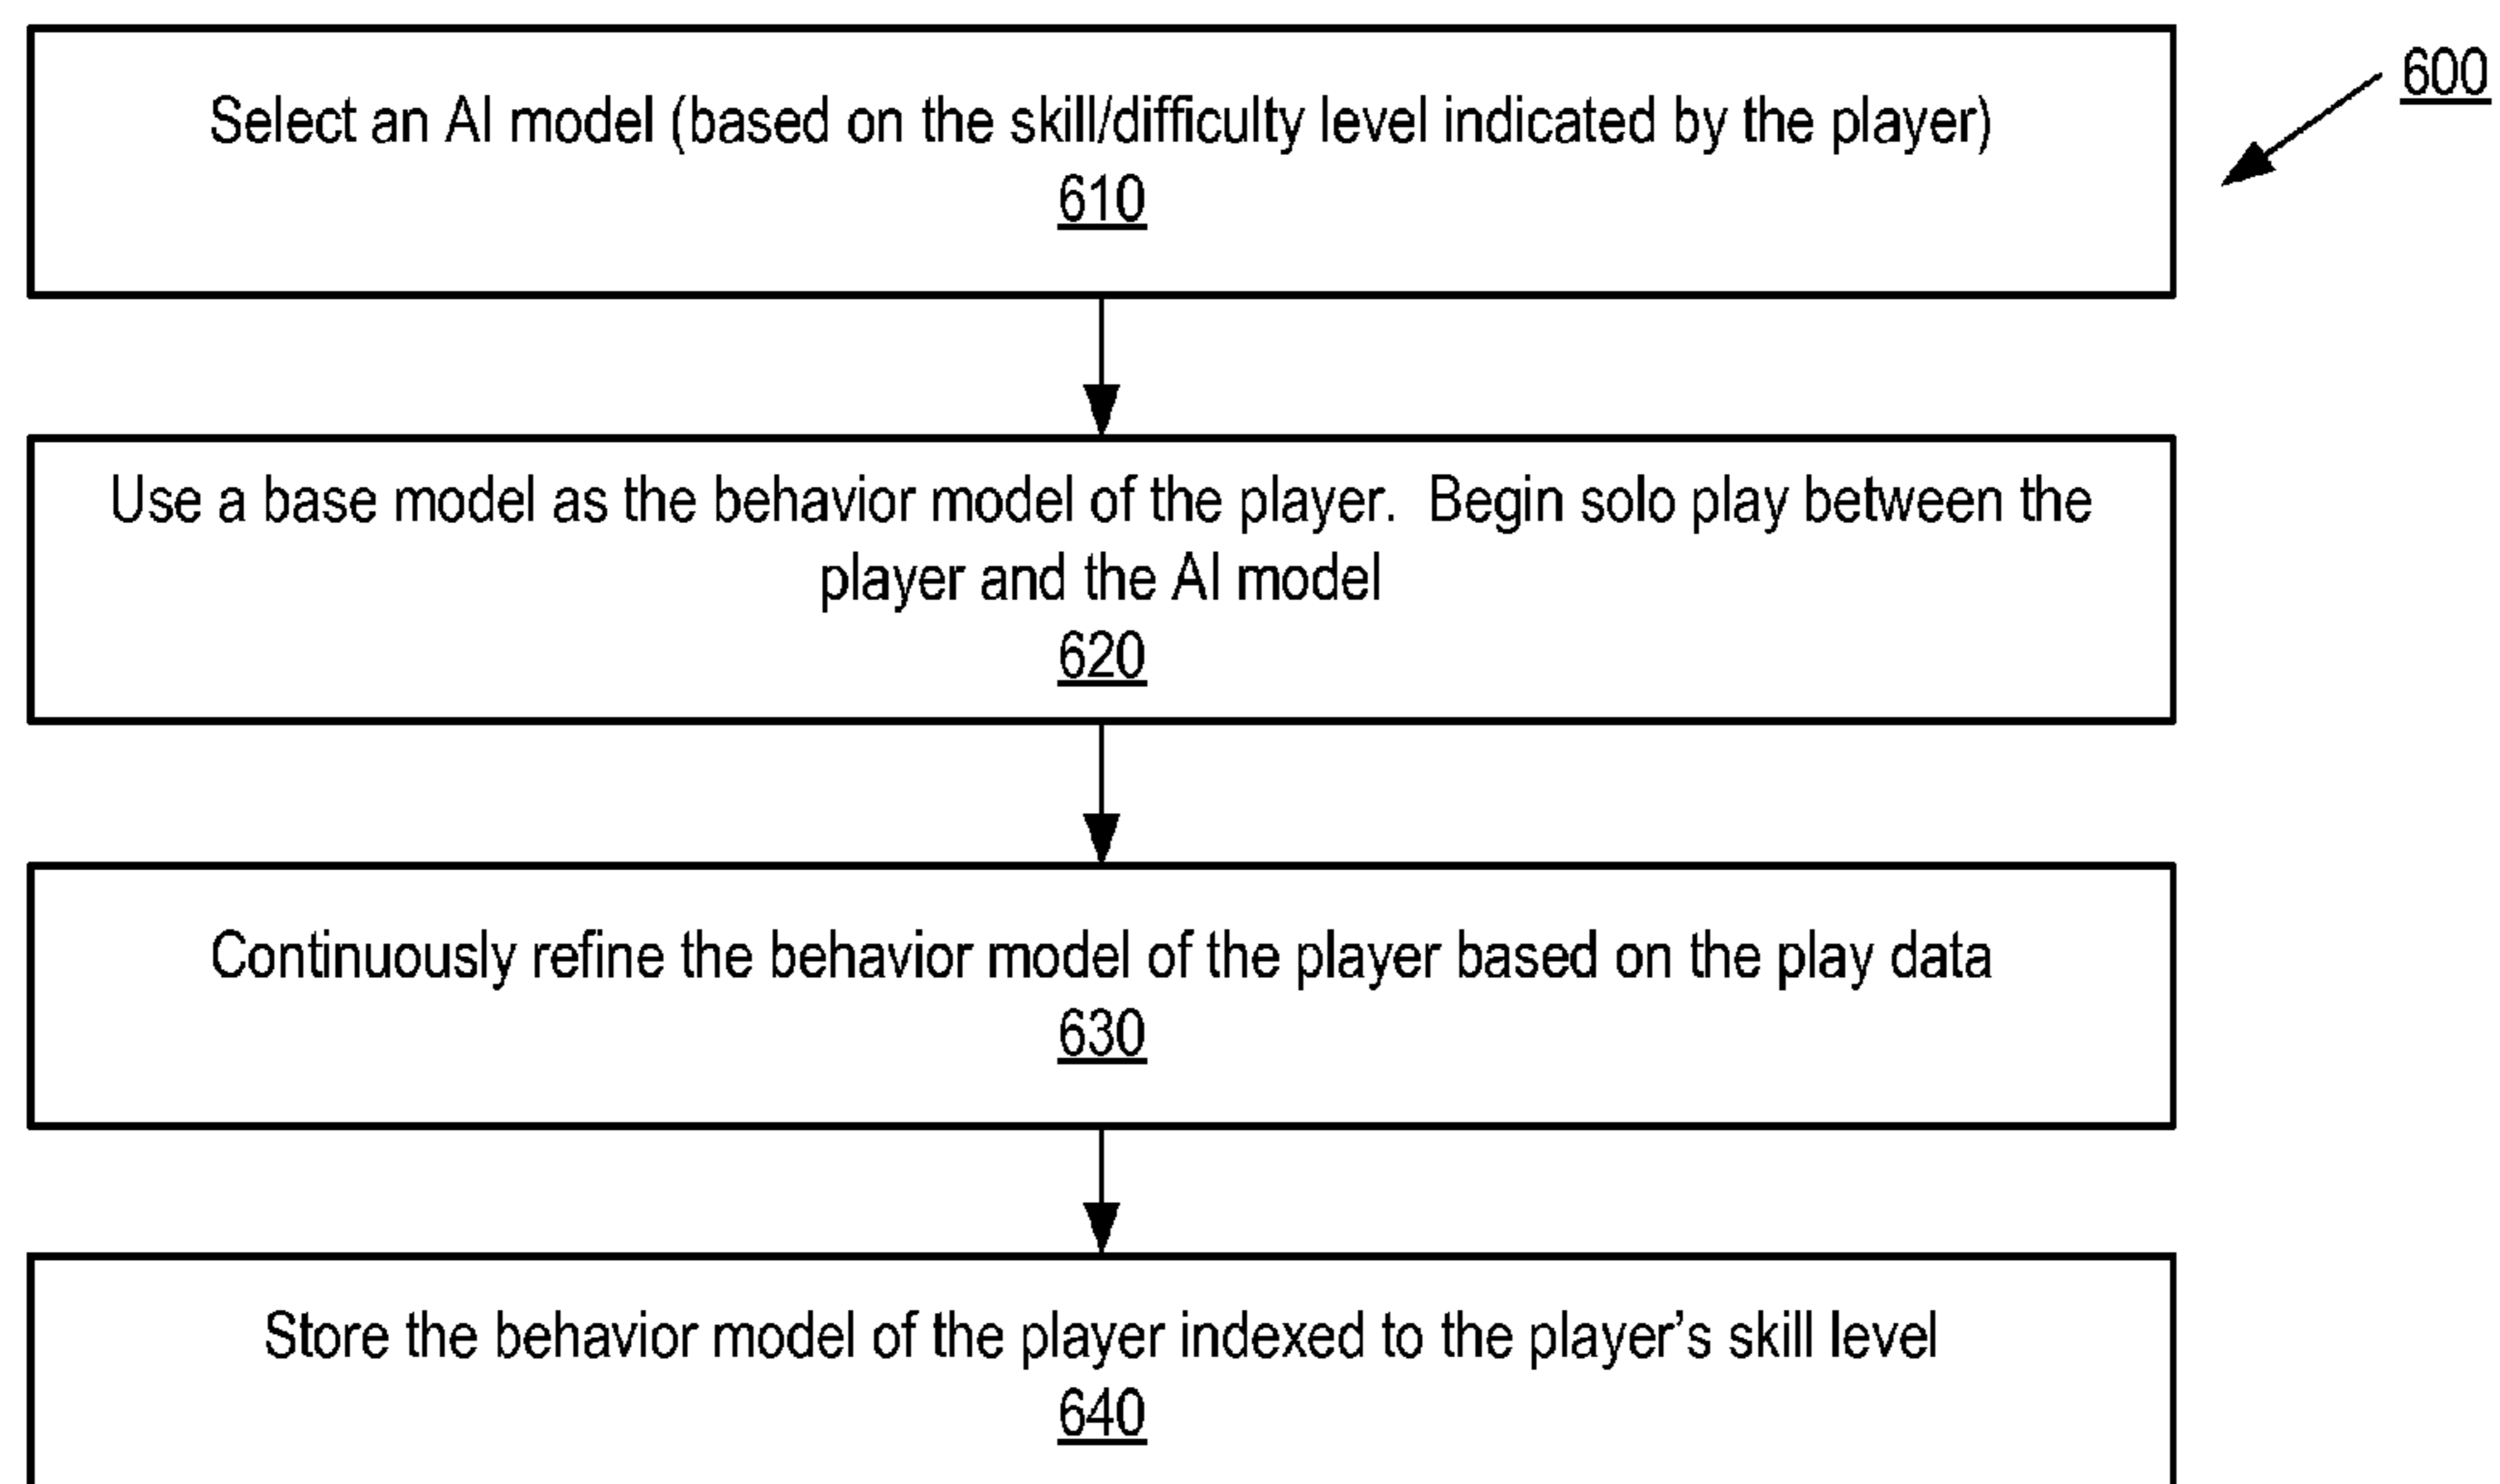 Select an AI model (based on the skill/difficulty level indicated by the player)
610
600
Use a base model as the behavior model of the player.  Begin solo play between the
player and the AI model
620
Continuously refine the behavior model of the player based on the play data
630
Store the behavior model of the player indexed to the player's skill level
640